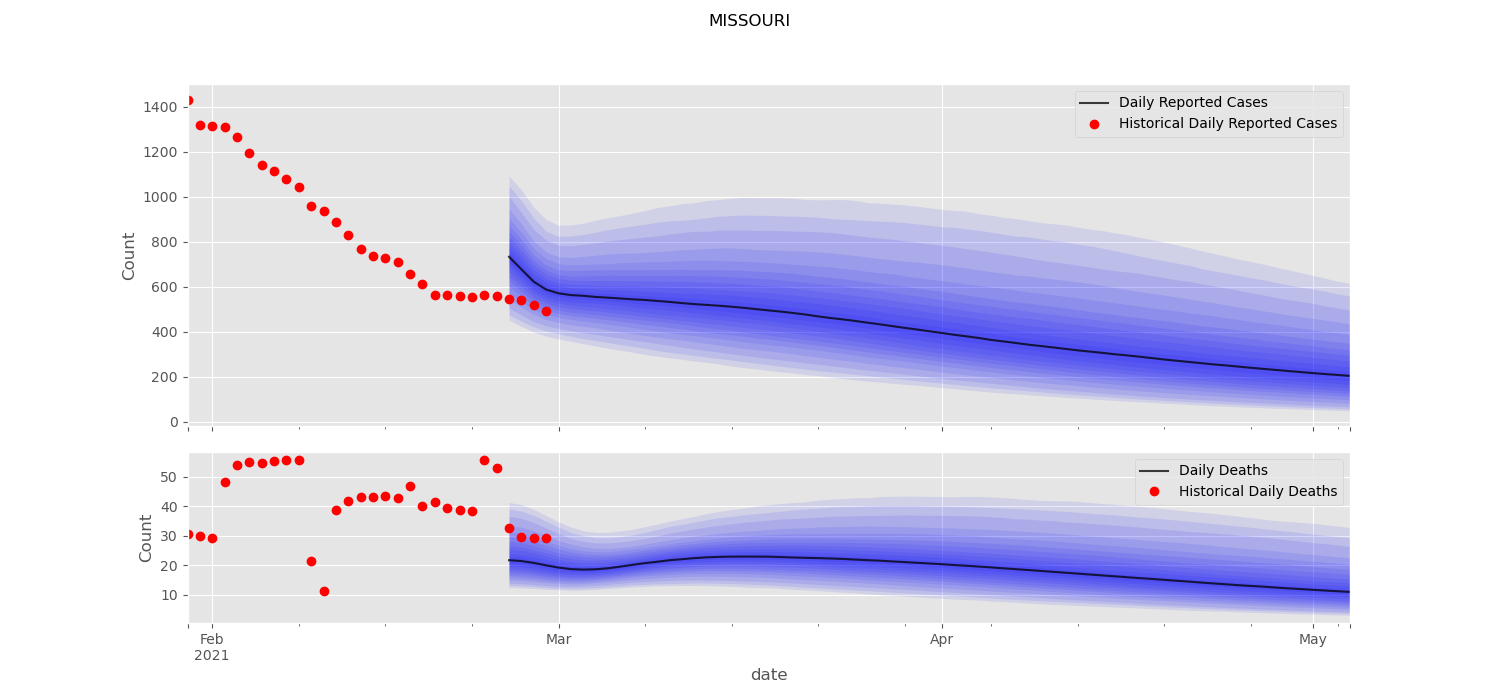 MISSOURI
Count
1400
1200
1000
800
600
400
200
0
Daily Reported Cases
Historical Daily Reported Cases
Count
50
40
30
20
10
Daily Deaths
Historical Daily Deaths
Feb
2021
Mar
Apr
May
date